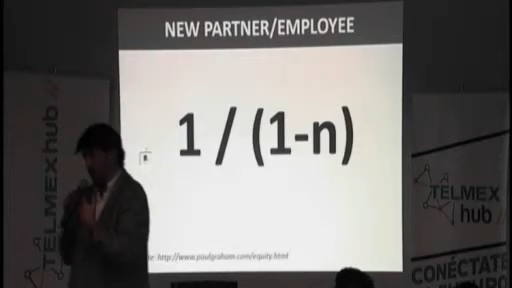 NEW PARTNER/EMPLOYEE
1 / (1-n)
http://www.paulgraham.com/equity.html
TELMEX
hub
TELMEX
hub
CONÉCTATE